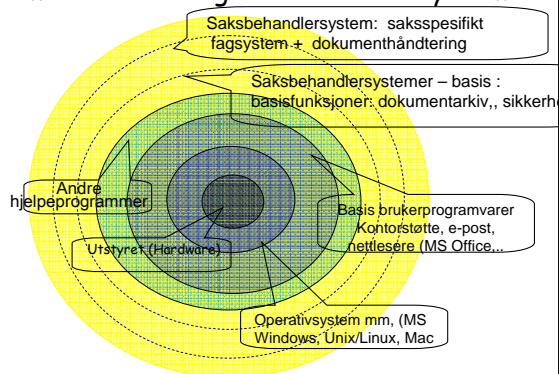 Saksbehandlersystem: saksspesifikt
fagsystem + dokumenthåndtering
Saksbehandlersystemer – basis :
basisfunksjoner: dokumentarkiv,, sikkerhe
Andre
hjelpeprogrammer
Basis brukerprogramvarer
Kontorstøtte, e-post,
nettlesere (MS Office,..
Utstyret (Hardware)
Operativsystem mm, (MS
Windows, Unix/Linux, Mac